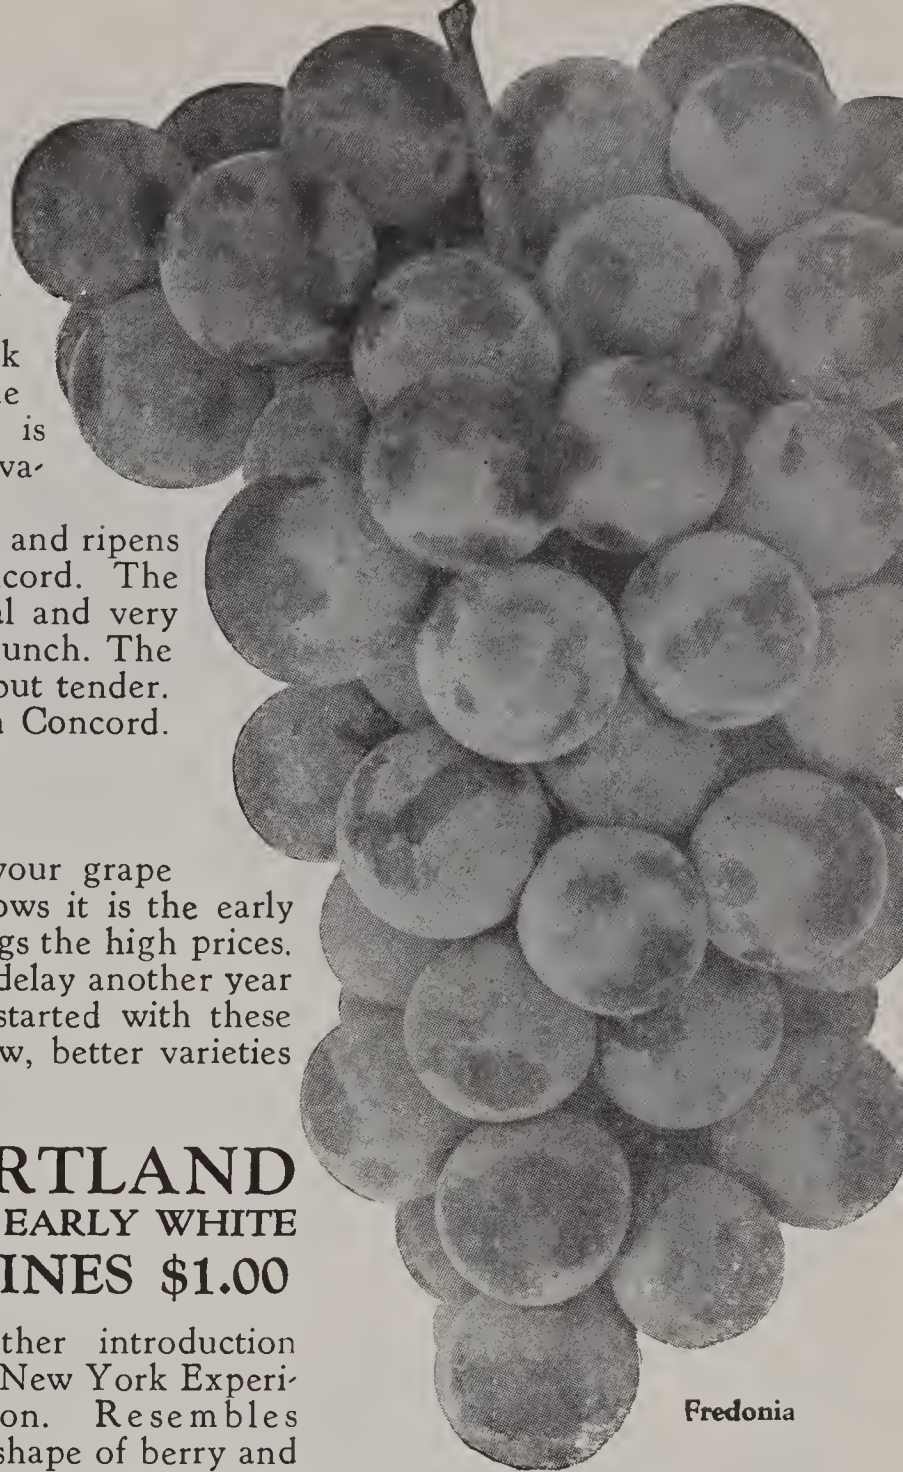 k
is
va-
and ripens
cord. The
al and very
unch. The
but tender.
Concord.
your grape
ows it is the early
gs the high prices.
delay another year
started with these
w, better varieties
RTLAND
EARLY WHITE
INES $1.00
ther introduction
New York Experi-
on. Resembles
shape of berry and
Fredonia